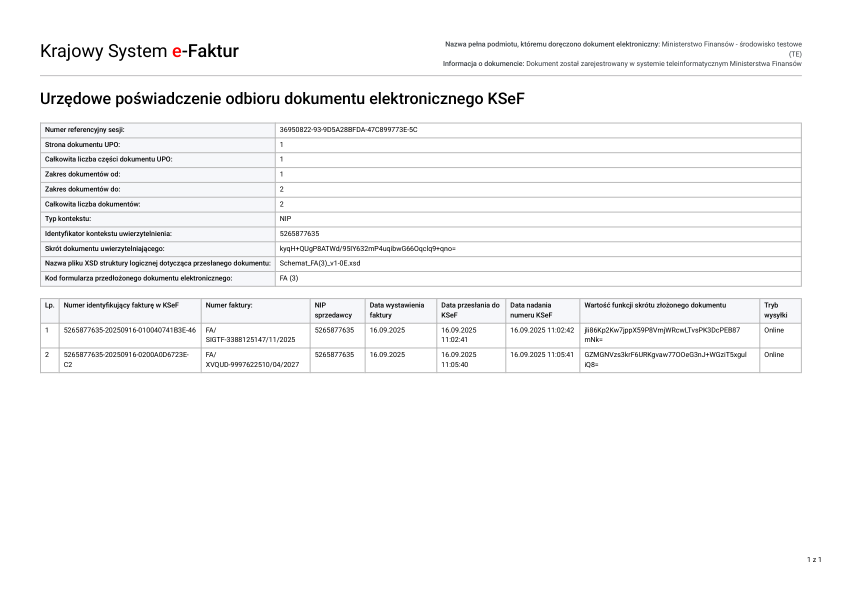 Krajowy System e-Faktur
Nazwa pełna podmiotu, któremu doręczono dokument elektroniczny: Ministerstwo Finansów - środowisko testowe
(TE)
Informacja o dokumencie: Dokument został zarejestrowany w systemie teleinformatycznym Ministerstwa Finansów
Urzędowe poświadczenie odbioru dokumentu elektronicznego KSeF
Numer referencyjny sesji: 36950822-93-9D5A28BFDA-47C899773E-5C
Strona dokumentu UPO: 1
Całkowita liczba części dokumentu UPO: 1
Zakres dokumentów od: 1
Zakres dokumentów do: 2
Całkowita liczba dokumentów: 2
Typ kontekstu: NIP
Identyfikator kontekstu uwierzytelnienia: 5265877635
Skrót dokumentu uwierzytelniającego: kyqH+QUgP8ATWd/95IY632mP4uqibwG66Oqclq9+qno=
Nazwa pliku XSD struktury logicznej dotycząca przesłanego dokumentu: Schemat_FA(3)_v1-0E.xsd
Kod formularza przedłożonego dokumentu elektronicznego: FA (3)
Lp. Numer identyfikujący fakturę w KSeF Numer faktury: NIP Data wystawienia Data przesłania do Data nadania Wartość funkcji skrótu złożonego dokumentu Tryb
sprzedawcy faktury KSeF numeru KSeF wysyłki
1 5265877635-20250916-010040741B3E-46 FA/ 5265877635 16.09.2025 16.09.2025 16.09.2025 11:02:42 jli86Kp2Kw7jppX59P8VmjWRcwLTvsPK3DcPEB87 Online
SIGTF-3388125147/11/2025 11:02:41 mNk=
2 5265877635-20250916-0200A0D6723E- FA/ 5265877635 16.09.2025 16.09.2025 16.09.2025 11:05:41 GZMGNVzs3krF6URKgvaw77OOeG3nJ+WGziT5xgul Online
C2 XVQUD-9997622510/04/2027 11:05:40 iQ8=
1 z 1